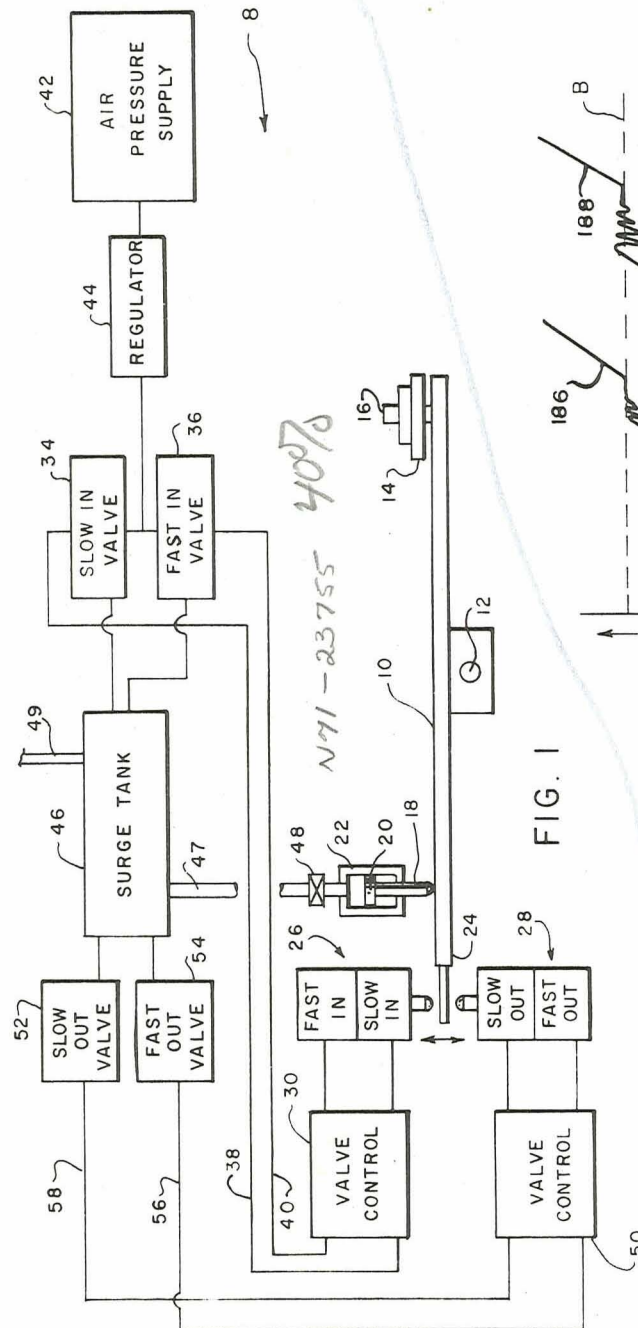 42
AIR
PRESSURE
SUPPLY
8
44
REGULATOR
34
SLOW IN
VALVE
36
FAST IN
VALVE
49
46
SURGE TANK
47
52
SLOW OUT
VALVE
54
FAST OUT
VALVE
58
56
38
40
N71-23755 40%
48
22
20
18
26
FAST
IN
SLOW
IN
24
28
SLOW
OUT
FAST
OUT
30
VALVE
CONTROL
VALVE
CONTROL
50
10
12
14
16
FIG. 1
186
188
B